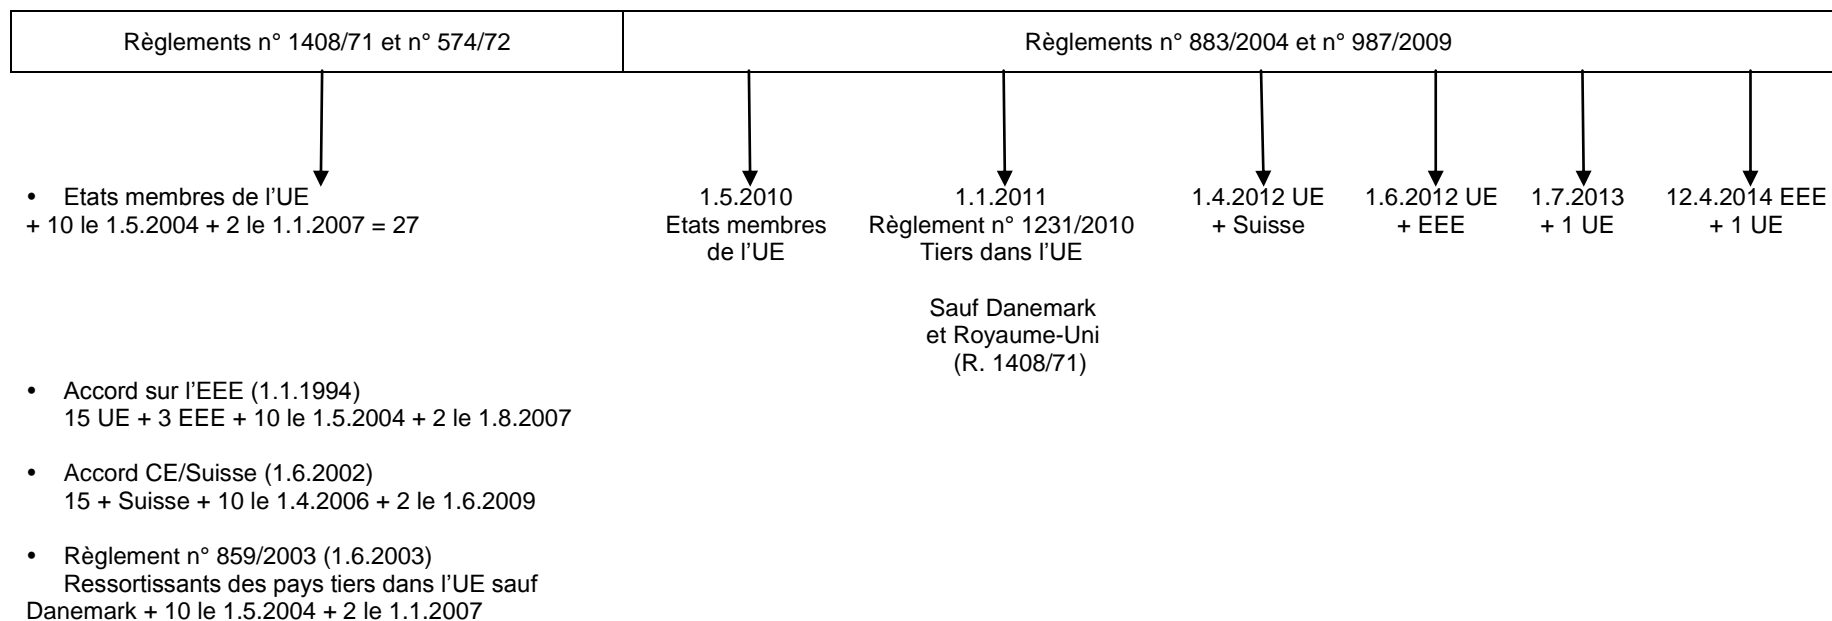 Règlements n° 1408/71 et n° 574/72
Règlements n° 883/2004 et n° 987/2009
• Etats membres de l’UE
+ 10 le 1.5.2004 + 2 le 1.1.2007 = 27
1.5.2010
Etats membres
de l’UE
1.1.2011
Règlement n° 1231/2010
Tiers dans l’UE
Sauf Danemark
et Royaume-Uni
(R. 1408/71)
1.4.2012 UE
+ Suisse
1.6.2012 UE
+ EEE
1.7.2013
+ 1 UE
12.4.2014 EEE
+ 1 UE
• Accord sur l’EEE (1.1.1994)
15 UE + 3 EEE + 10 le 1.5.2004 + 2 le 1.8.2007
• Accord CE/Suisse (1.6.2002)
15 + Suisse + 10 le 1.4.2006 + 2 le 1.6.2009
• Règlement n° 859/2003 (1.6.2003)
Ressortissants des pays tiers dans l’UE sauf
Danemark + 10 le 1.5.2004 + 2 le 1.1.2007